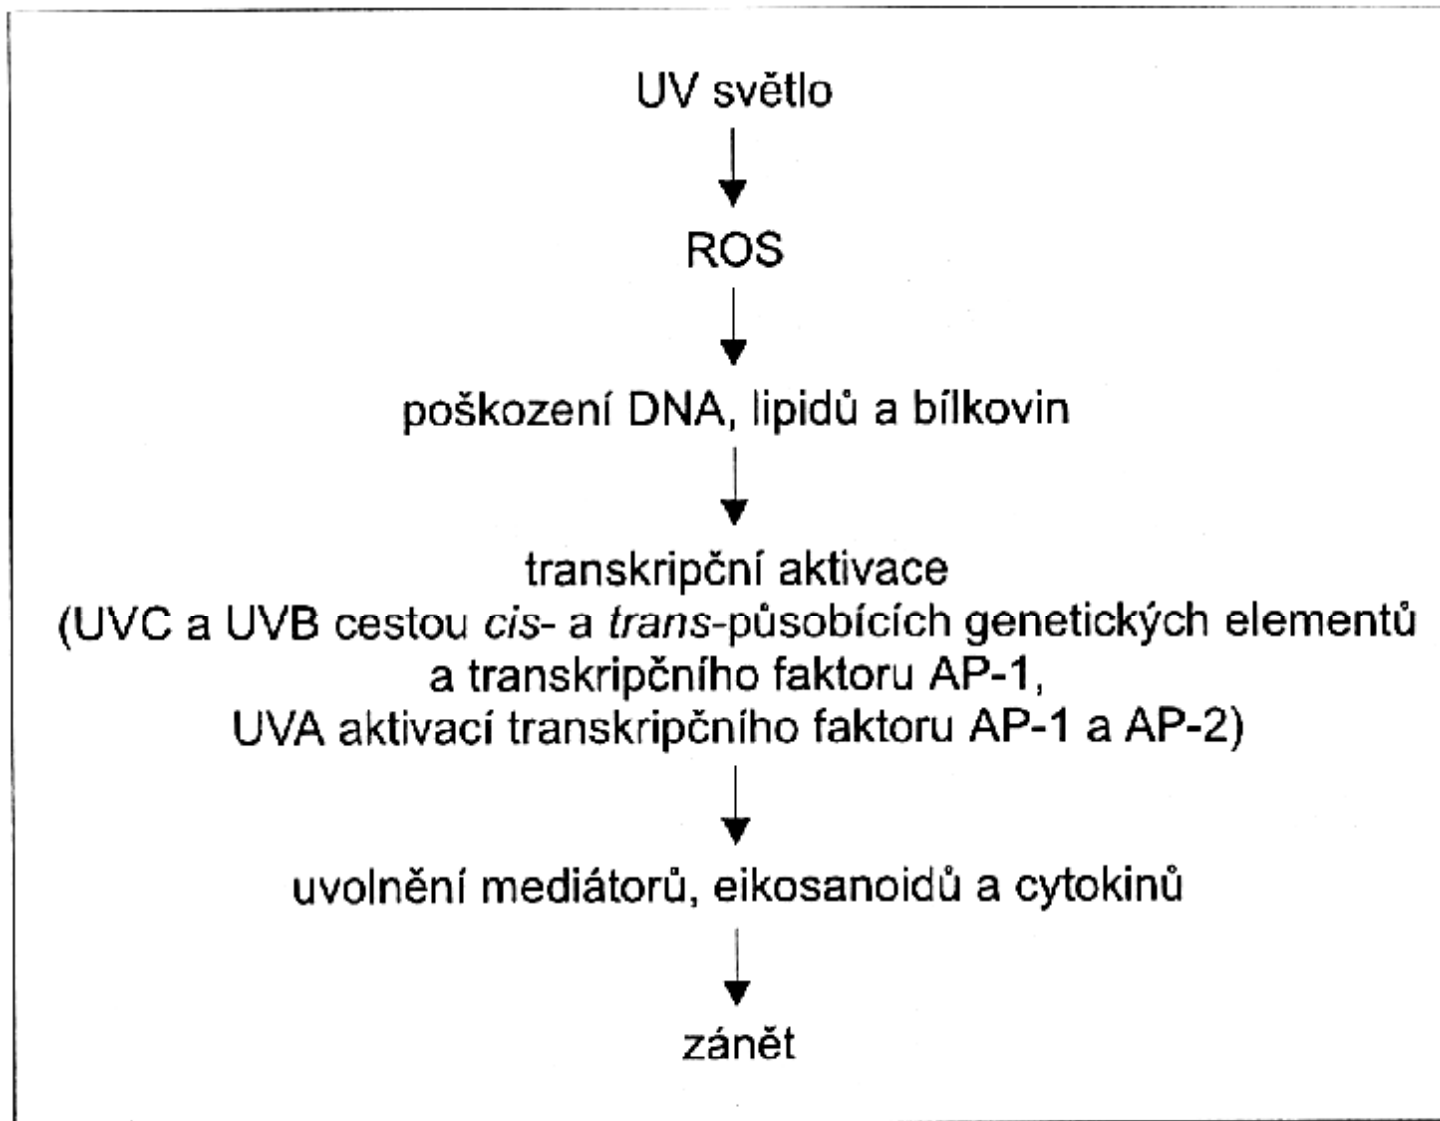 UV světlo
ROS
poškození DNA, lipidů a bílkovin
transkripční aktivace
(UVC a UVB cestou cis- a trans-působících genetických elementů
a transkripčního faktoru AP-1,
UVA aktivací transkripčního faktoru AP-1 a AP-2)
uvolnění mediátorů, eikosanoidů a cytokinů
zánět